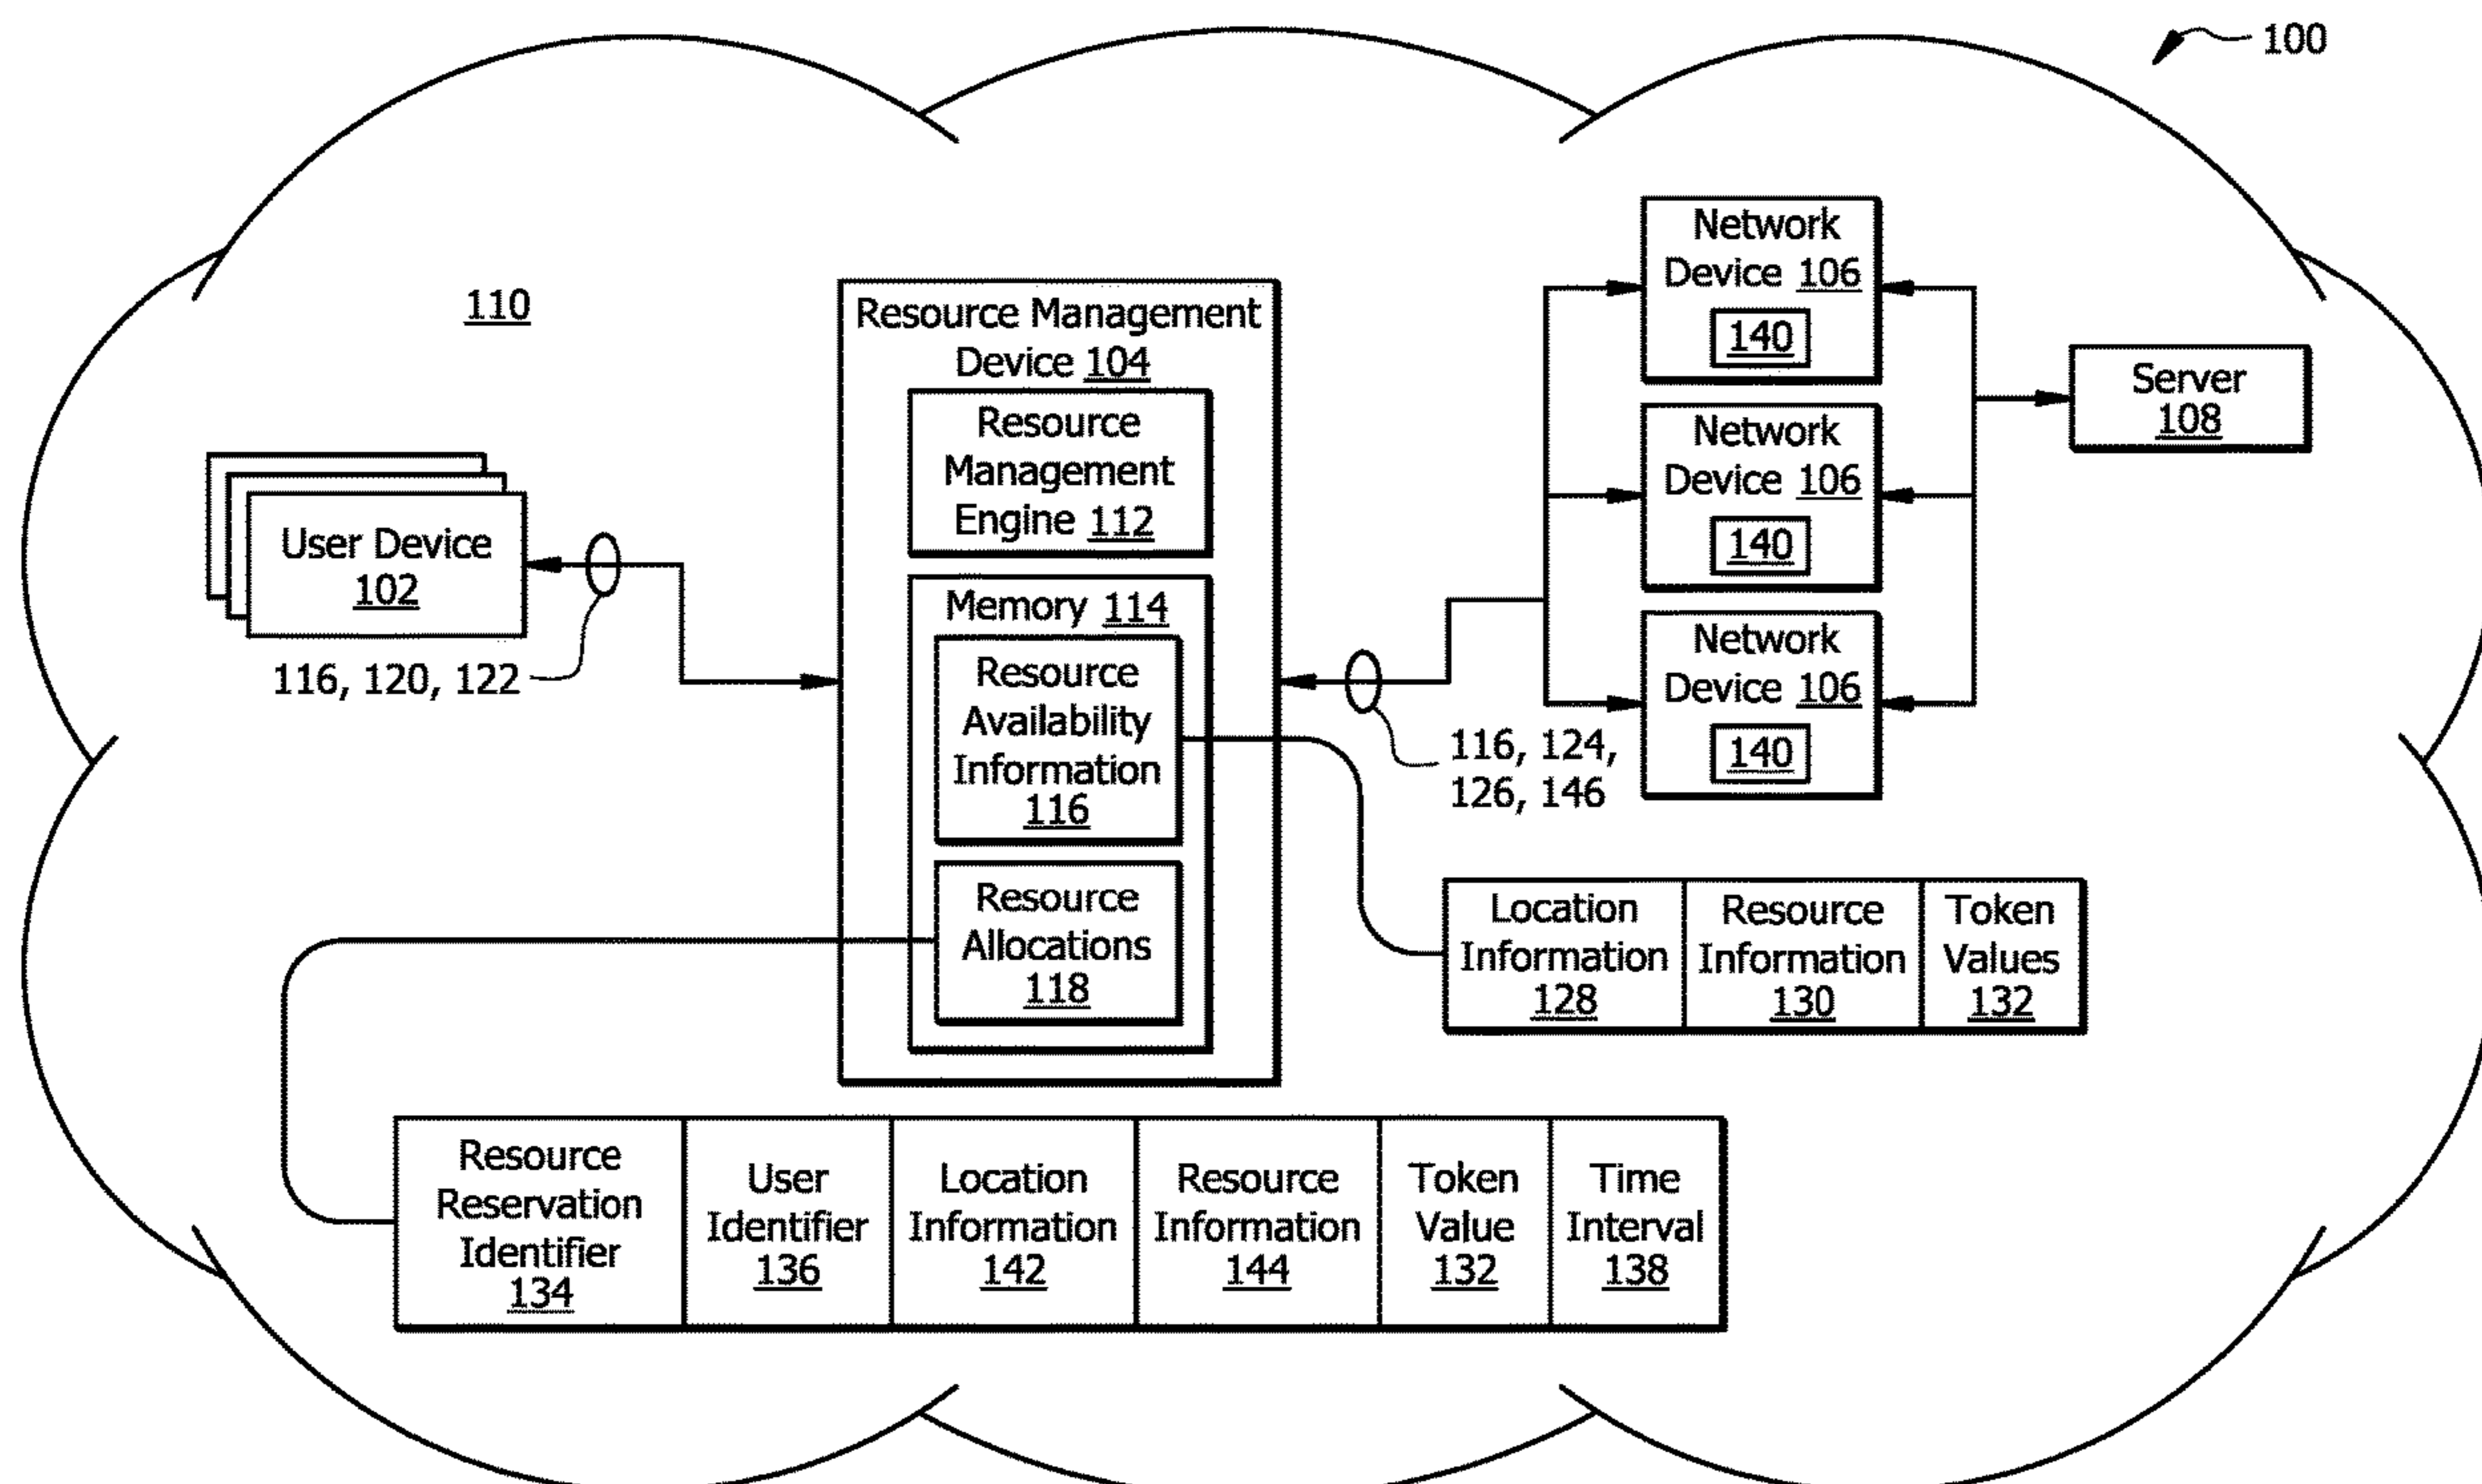 100
110
Resource Management
Device 104
Resource
Management
Engine 112
Memory 114
Resource
Availability
Information
116
Resource
Allocations
118
User Device
102
116, 120, 122
Network
Device 106
140
Network
Device 106
140
Network
Device 106
140
Server
108
116, 124,
126, 146
Location
Information
128
Resource
Information
130
Token
Values
132
Resource
Reservation
Identifier
134
User
Identifier
136
Location
Information
142
Resource
Information
144
Token
Value
132
Time
Interval
138